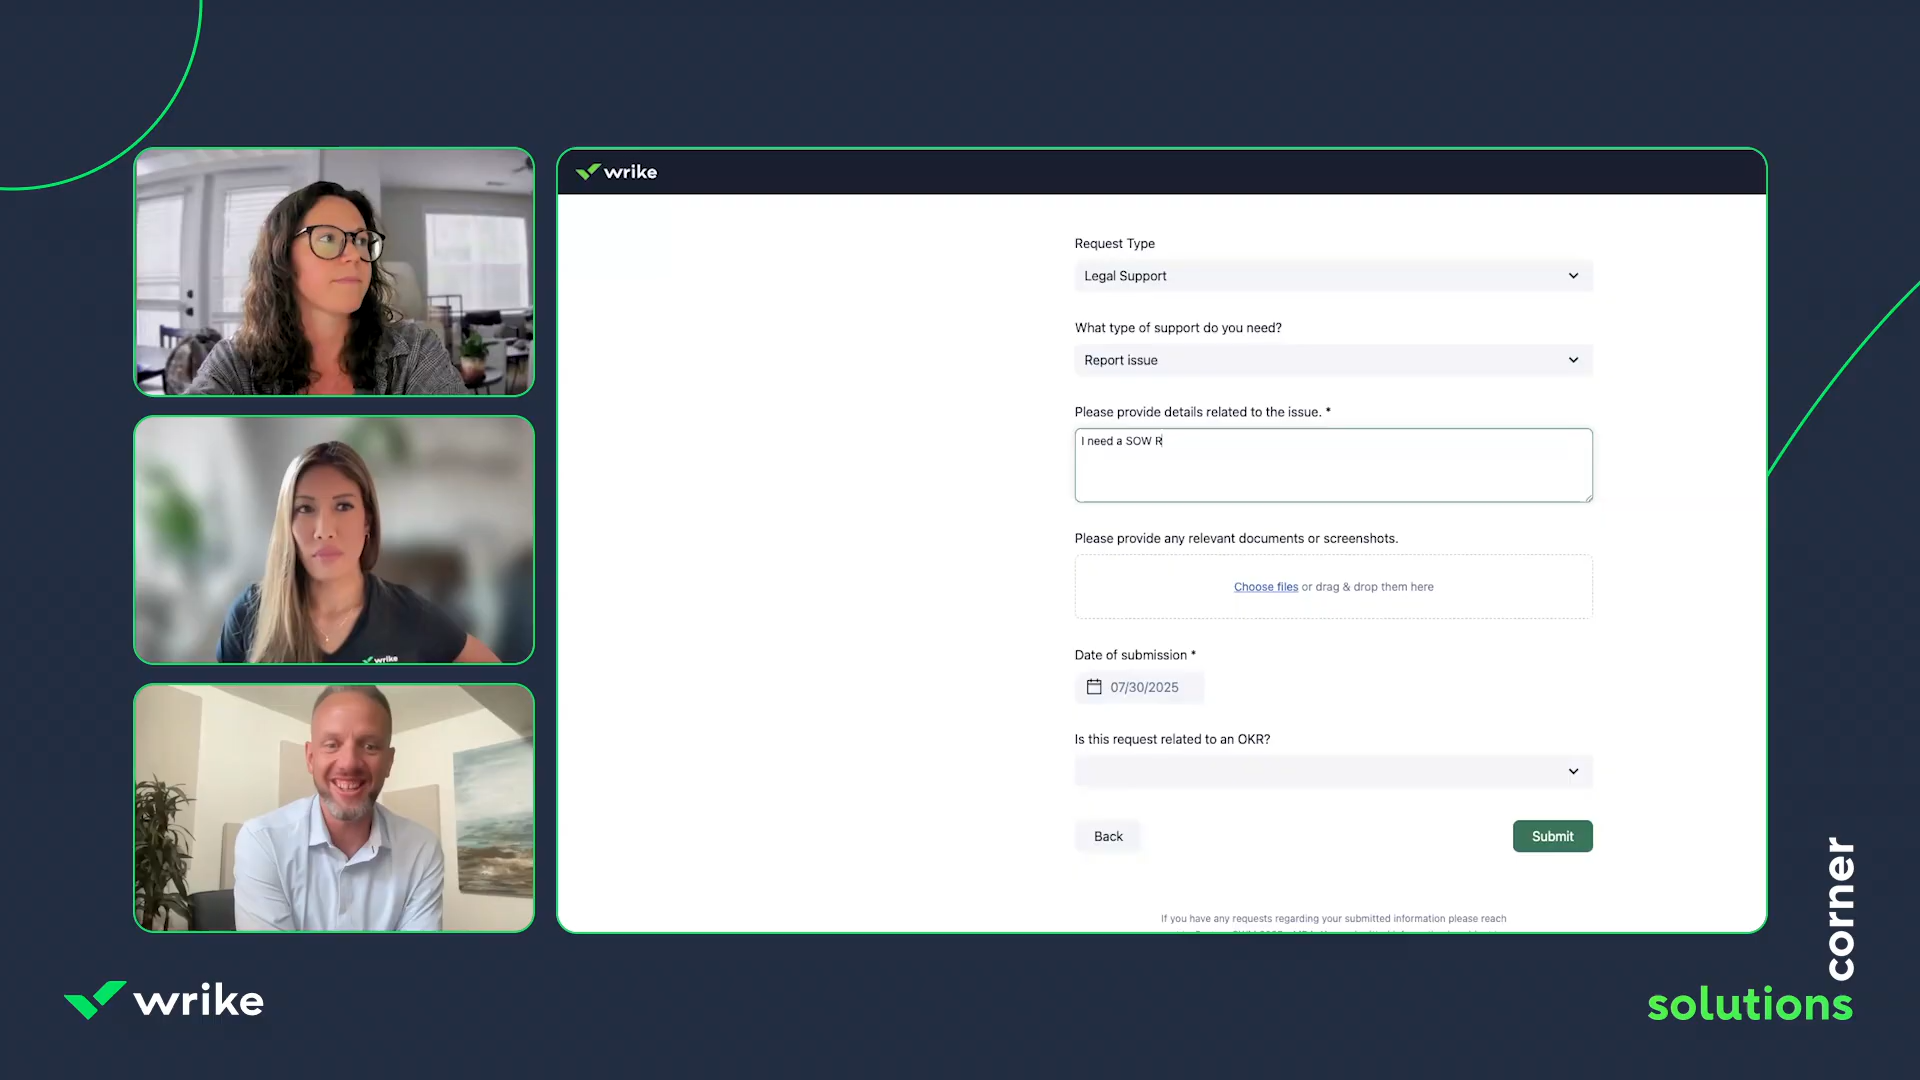 wrike
Request Type
Legal Support
What type of support do you need?
Report issue
Please provide details related to the issue. *
I need a SOW R
Please provide any relevant documents or screenshots.
Choose files or drag & drop them here
Date of submission *
07/30/2025
Is this request related to an OKR?
Back
Submit
If you have any requests regarding your submitted information please reach
wrike
wrike
solutions
corner